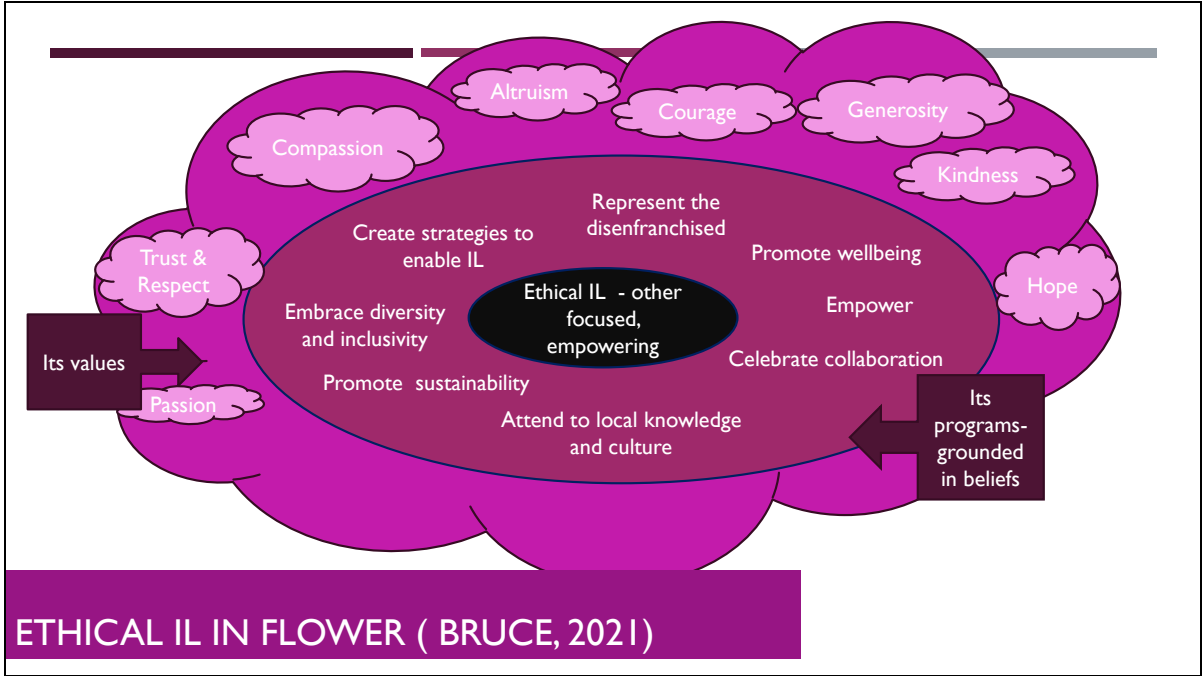 Altruism
Courage
Generosity
Compassion
Kindness
Represent the
disenfranchised
Create strategies to
enable IL
Promote wellbeing
Trust &
Respect
Hope
Ethical IL - other
focused,
empowering
Embrace diversity
and inclusivity
Empower
Its values
Celebrate collaboration
Promote sustainability
Passion
Attend to local knowledge
and culture
Its
programs-
grounded
in beliefs
ETHICAL IL IN FLOWER ( BRUCE, 2021)